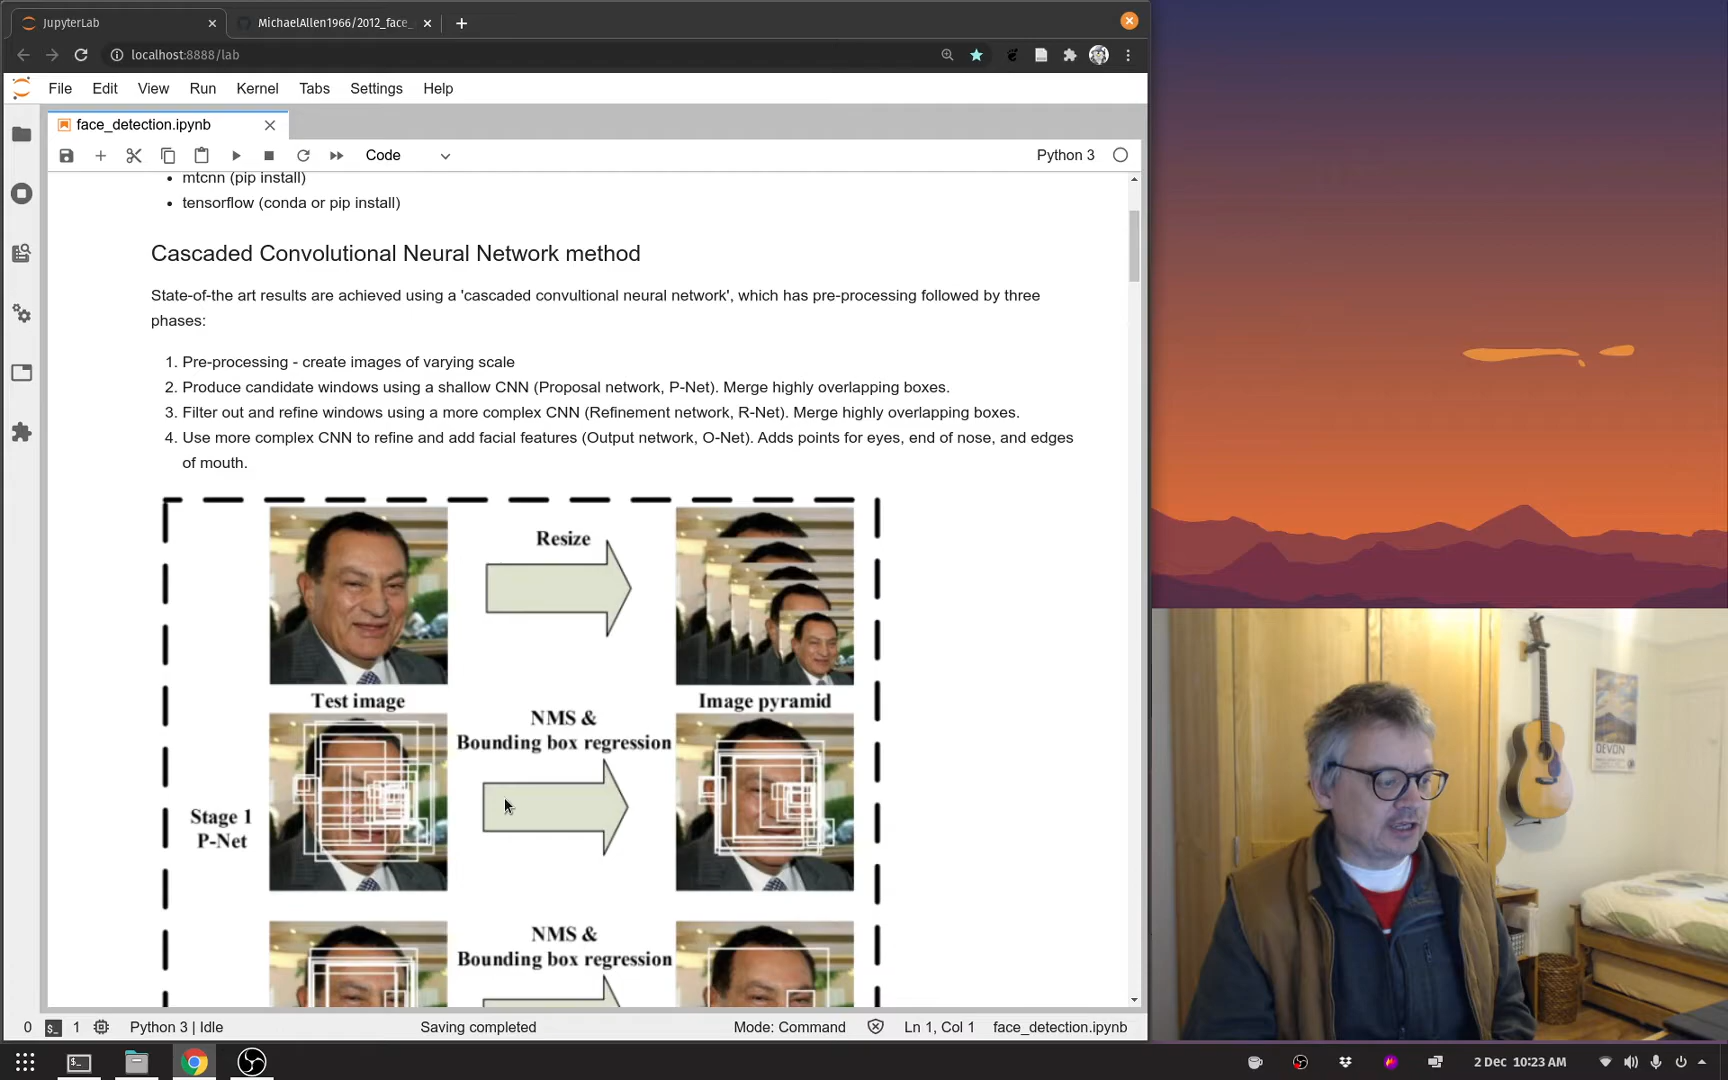 JupyterLab
MichaelAllen1966/2012_face_
localhost:8888/lab
File Edit View Run Kernel Tabs Settings Help
face_detection.ipynb
Code
Python 3
mtcnn (pip install)
tensorflow (conda or pip install)
Cascaded Convolutional Neural Network method
State-of-the art results are achieved using a 'cascaded convultional neural network', which has pre-processing followed by three
phases:
1. Pre-processing - create images of varying scale
2. Produce candidate windows using a shallow CNN (Proposal network, P-Net). Merge highly overlapping boxes.
3. Filter out and refine windows using a more complex CNN (Refinement network, R-Net). Merge highly overlapping boxes.
4. Use more complex CNN to refine and add facial features (Output network, O-Net). Adds points for eyes, end of nose, and edges
of mouth.
Resize
Test image
Image pyramid
NMS &
Bounding box regression
Stage 1
P-Net
NMS &
Bounding box regression
DEVON
0 1 Python 3 | Idle Saving completed Mode: Command Ln 1, Col 1 face_detection.ipynb
2 Dec 10:23 AM